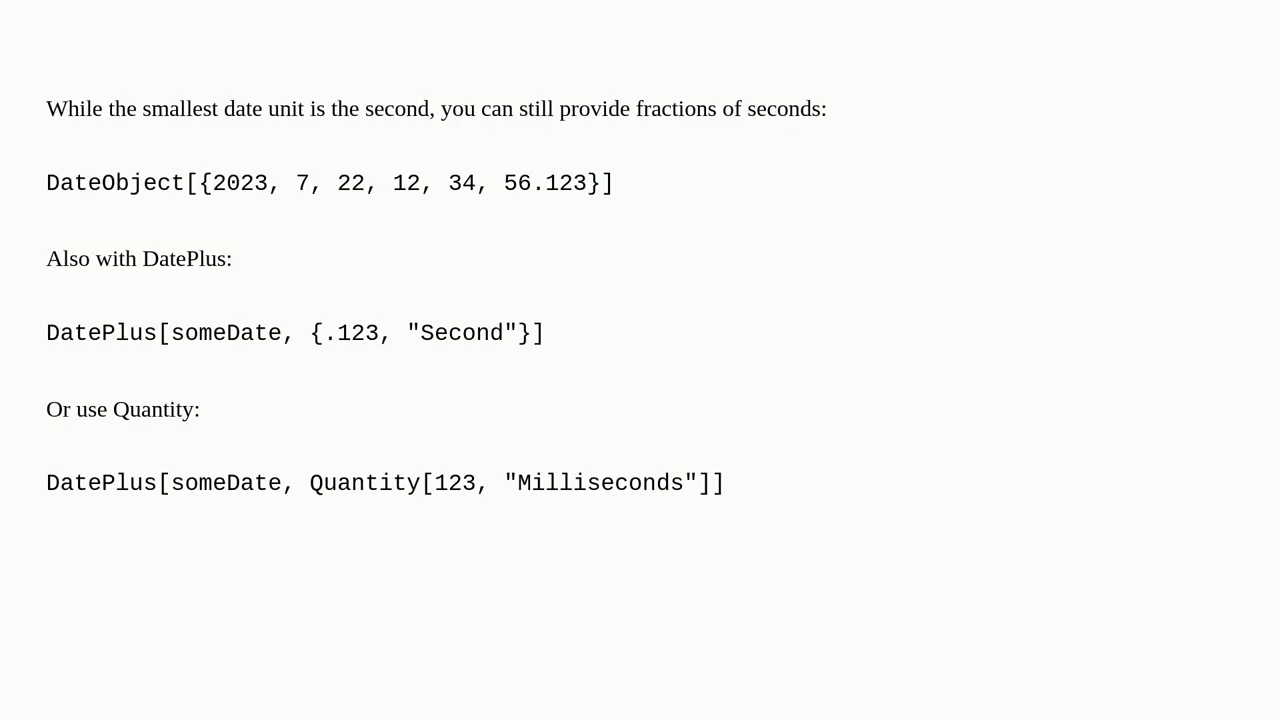 While the smallest date unit is the second, you can still provide fractions of seconds:
DateObject[{2023, 7, 22, 12, 34, 56.123}]
Also with DatePlus:
DatePlus[someDate, {.123, "Second"}]
Or use Quantity:
DatePlus[someDate, Quantity[123, "Milliseconds"]]